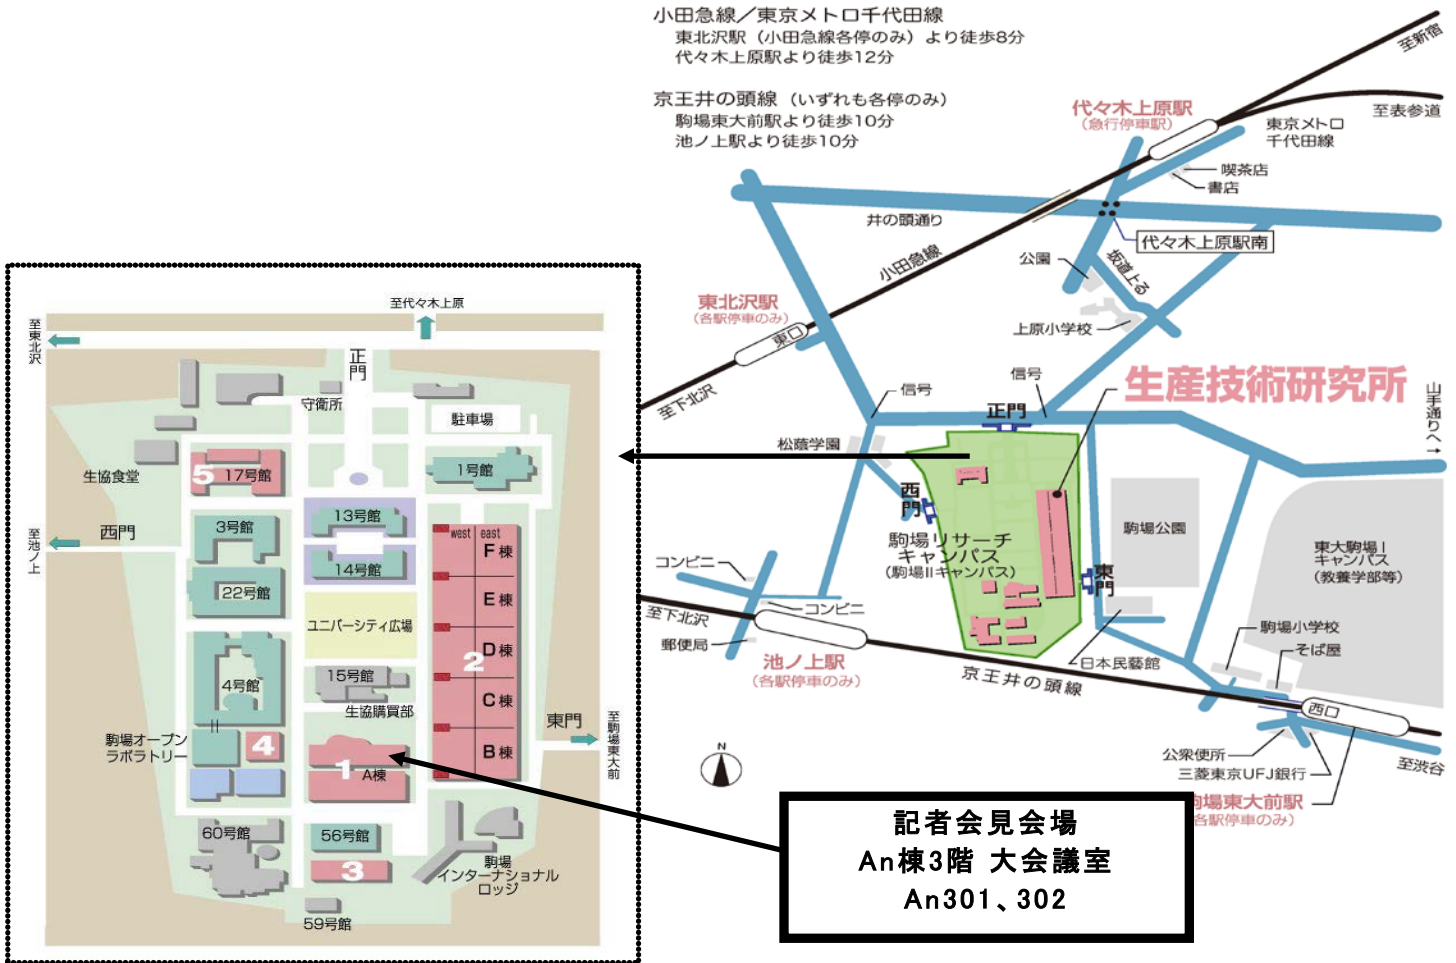 小田急線／東京メトロ千代田線
東北沢駅（小田急線各停のみ）より徒歩8分
代々木上原駅より徒歩12分
京王井の頭線（いずれも各停のみ）
駒場東大前駅より徒歩10分
池ノ上駅より徒歩10分
至新宿
代々木上原駅
（急行停車駅）
至表参道
東京メトロ
千代田線
喫茶店
書店
井の頭通り
代々木上原駅南
小田急線
公園
坂道上る
上原小学校
東北沢駅
（各駅停車のみ）
東口
至下北沢
信号
信号
生産技術研究所
正門
山手通りへ→
松蔭学園
西門
駒場リサーチ
キャンパス
（駒場IIキャンパス）
駒場公園
東大駒場I
キャンパス
（教養学部等）
東門
コンビニ
コンビニ
至下北沢
郵便局
池ノ上駅
（各駅停車のみ）
日本民藝館
駒場小学校
そば屋
京王井の頭線
西口
公衆便所
三菱東京UFJ銀行
至渋谷
場東大前駅
各駅停車のみ）
N
至代々木上原
至東北沢
正門
守衛所
駐車場
生協食堂
5
17号館
1号館
至池ノ上
西門
3号館
13号館
west
east
F棟
14号館
22号館
E棟
ユニバーシティ広場
D棟
2
4号館
15号館
C棟
生協購買部
東門
至駒場東大前
駒場オープン
ラボラトリー
4
1
A棟
B棟
60号館
56号館
3
駒場
インターナショナル
ロッジ
59号館
記者会見会場
An棟3階 大会議室
An301、302